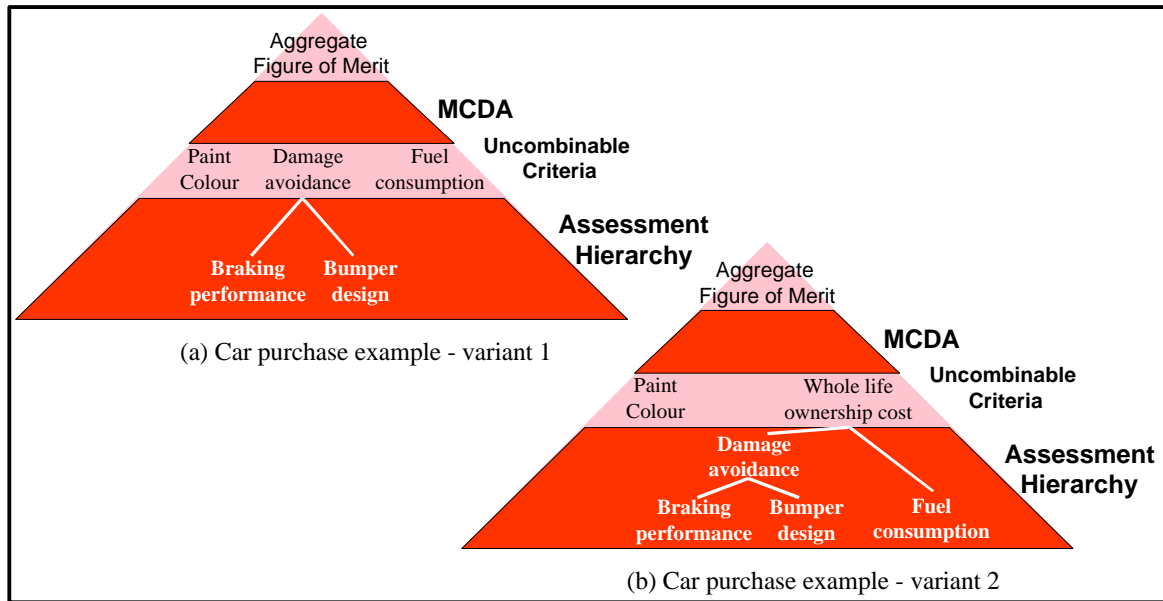 Aggregate
Figure of Merit
MCDA
Uncombinable
Criteria
Paint
Colour
Damage
avoidance
Fuel
consumption
Assessment
Hierarchy
Braking
performance
Bumper
design
(a) Car purchase example - variant 1
Aggregate
Figure of Merit
MCDA
Uncombinable
Criteria
Paint
Colour
Whole life
ownership cost
Assessment
Hierarchy
Damage
avoidance
Braking
performance
Bumper
design
Fuel
consumption
(b) Car purchase example - variant 2